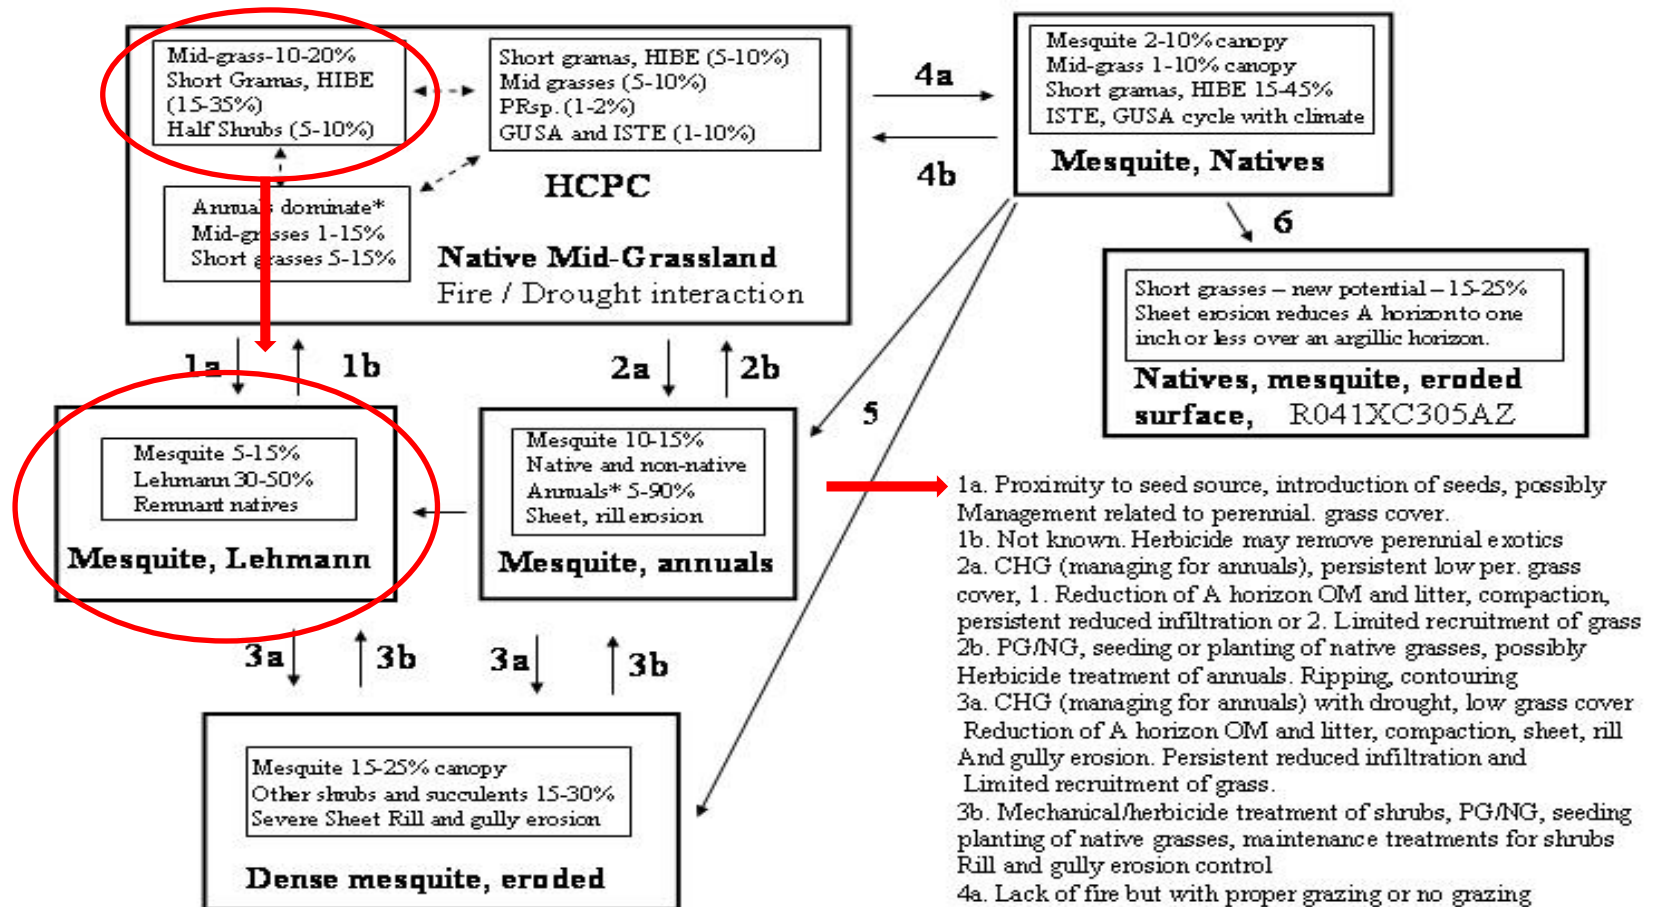 Mid-grass-10-20%
Short Gramas, HIBE
(15-35%)
Half Shrubs (5-10%)
Short gramas, HIBE (5-10%)
Mid grasses (5-10%)
PRsp. (1-2%)
GUSA and ISTE (1-10%)
HCPC
Annuals dominate*
Mid-grasses 1-15%
Short grasses 5-15%
Native Mid-Grassland
Fire / Drought interaction
4a
4b
Mesquite 2-10% canopy
Mid-grass 1-10% canopy
Short gramas, HIBE 15-45%
ISTE, GUSA cycle with climate
Mesquite, Natives
6
Short grasses – new potential – 15-25%
Sheet erosion reduces A horizon to one
inch or less over an argillic horizon.
Natives, mesquite, eroded
surface, R041XC305AZ
1a
1b
2a
2b
5
Mesquite 5-15%
Lehmann 30-50%
Remnant natives
Mesquite, Lehmann
Mesquite 10-15%
Native and non-native
Annuals* 5-90%
Sheet, rill erosion
Mesquite, annuals
3a
3b
3a
3b
Mesquite 15-25% canopy
Other shrubs and succulents 15-30%
Severe Sheet Rill and gully erosion
Dense mesquite, eroded
1a. Proximity to seed source, introduction of seeds, possibly
Management related to perennial. grass cover.
1b. Not known. Herbicide may remove perennial exotics
2a. CHG (managing for annuals), persistent low per. grass
cover, 1. Reduction of A horizon OM and litter, compaction,
persistent reduced infiltration or 2. Limited recruitment of grass
2b. PG/NG, seeding or planting of native grasses, possibly
Herbicide treatment of annuals. Ripping, contouring
3a. CHG (managing for annuals) with drought, low grass cover
Reduction of A horizon OM and litter, compaction, sheet, rill
And gully erosion. Persistent reduced infiltration and
Limited recruitment of grass.
3b. Mechanical/herbicide treatment of shrubs, PG/NG, seeding
planting of native grasses, maintenance treatments for shrubs
Rill and gully erosion control
4a. Lack of fire but with proper grazing or no grazing